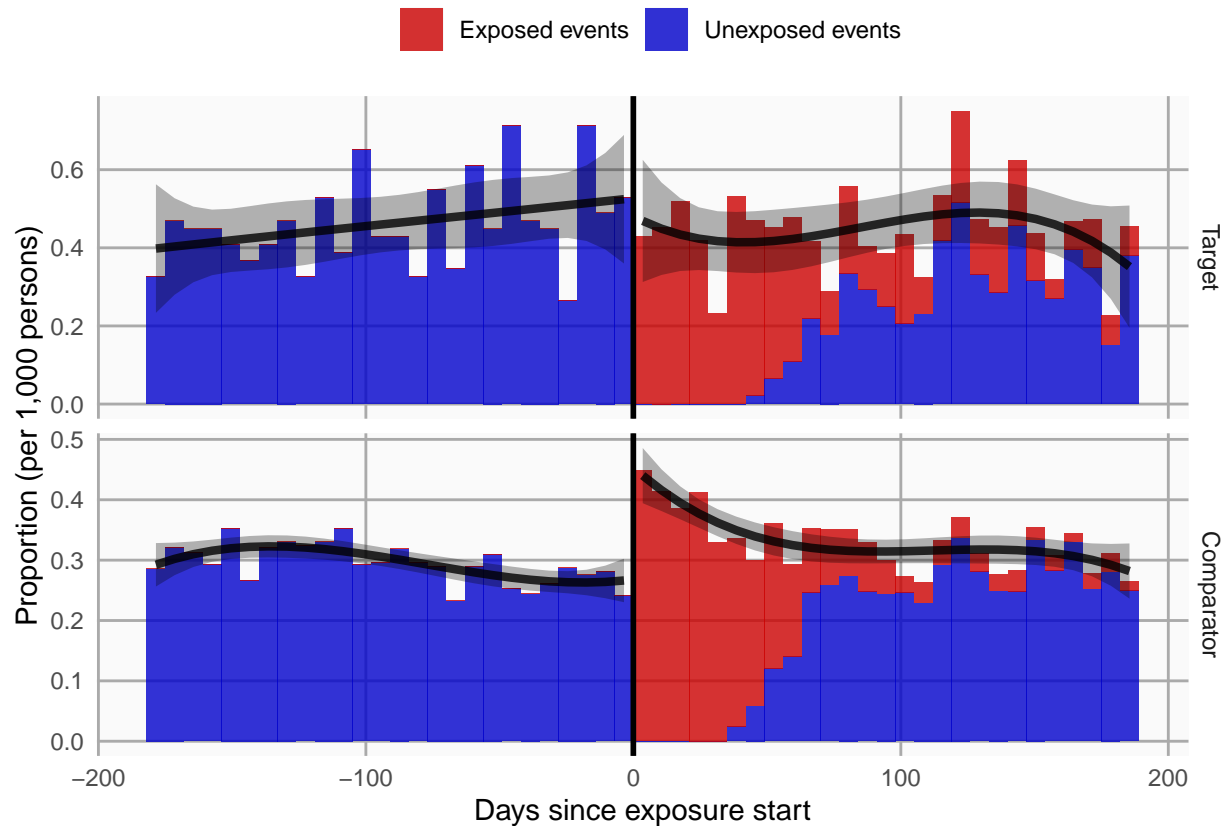 Exposed events Unexposed events
Proportion (per 1,000 persons)
0.6
0.4
0.2
0.0
Target
0.5
0.4
0.3
0.2
0.1
0.0
Comparator
−200 −100 0 100 200
Days since exposure start